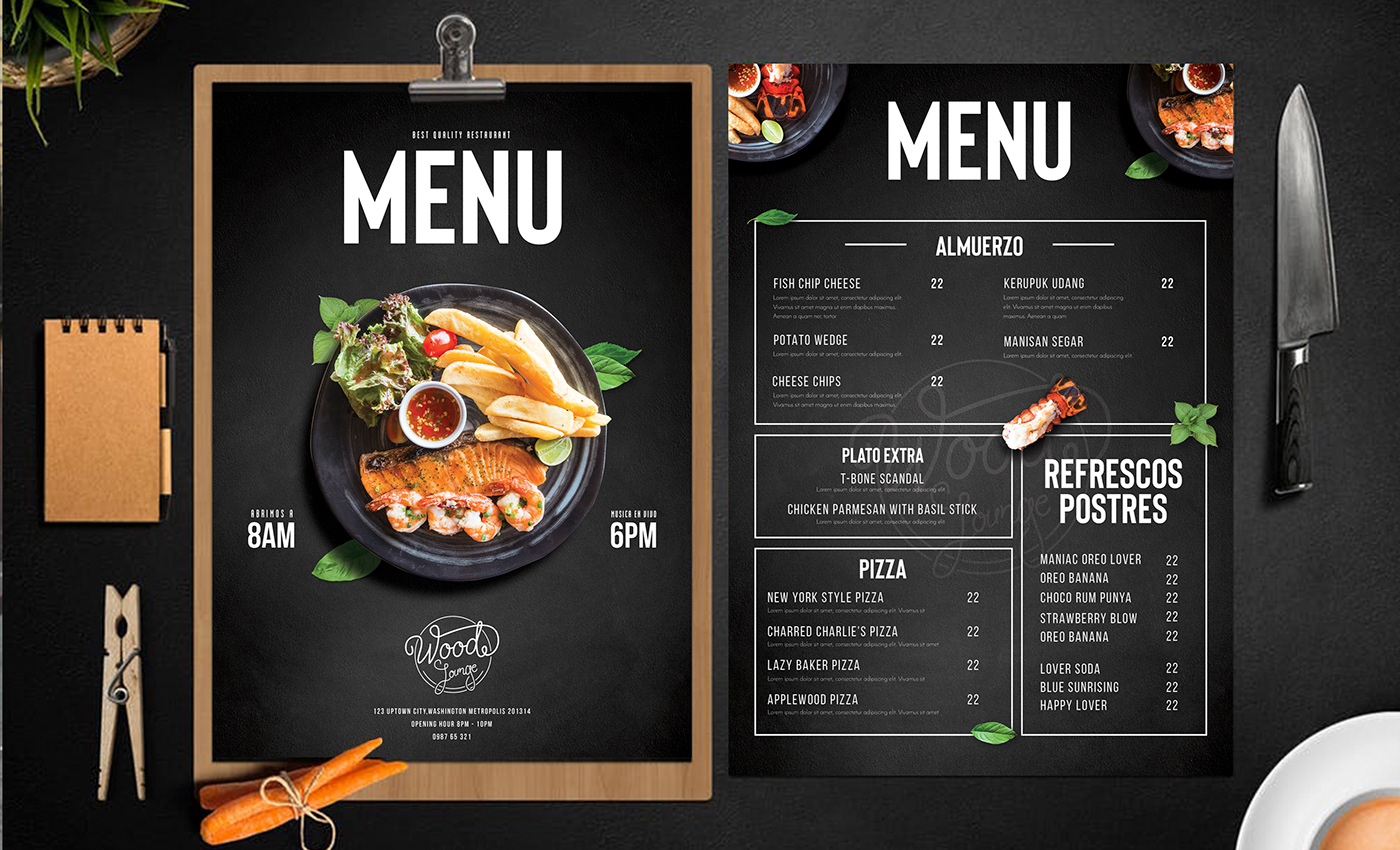 BEST QUALITY RESTAURANT
MENU
ABRIMOS A
8AM
MUSICA EN VIVO
6PM
Wood
Lounge
123 UPTOWN CITY,WASHINGTON METROPOLIS 201314
OPENING HOUR 8PM - 10PM
0987 65 321
MENU
ALMUERZO
FISH CHIP CHEESE 22
Lorem ipsum dolor sit amet, consectetur adipiscing elit.
Vivamus sit amet magna ut enim dapibus maximus.
Aenean a quam nec tortor
POTATO WEDGE 22
Lorem ipsum dolor sit amet, consectetur adipiscing elit.
CHEESE CHIPS 22
Lorem ipsum dolor sit amet, consectetur adipiscing elit.
Vivamus sit amet magna ut enim dapibus maximus.
KERUPUK UDANG 22
Lorem ipsum dolor sit amet, consectetur adipiscing elit.
Vivamus sit amet magna ut enim dapibus
maximus. Aenean a quam
MANISAN SEGAR 22
Lorem ipsum dolor sit amet, consectetur adipiscing elit.
Wood
Lounge
PLATO EXTRA
T-BONE SCANDAL
Lorem ipsum dolor sit amet, consectetur adipiscing elit.
CHICKEN PARMESAN WITH BASIL STICK
Lorem ipsum dolor sit amet, consectetur adipiscing elit.
PIZZA
NEW YORK STYLE PIZZA 22
Lorem ipsum dolor sit amet, consectetur adipiscing elit. Vivamus sit
CHARRED CHARLIE'S PIZZA 22
Lorem ipsum dolor sit amet, consectetur adipiscing elit. Vivamus sit amet
LAZY BAKER PIZZA 22
Lorem ipsum dolor sit amet, consectetur adipiscing elit. Vivamus sit
APPLEWOOD PIZZA 22
Lorem ipsum dolor sit amet, consectetur adipiscing elit. Vivamus sit amet
REFRESCOS
POSTRES
MANIAC OREO LOVER 22
OREO BANANA 22
CHOCO RUM PUNYA 22
STRAWBERRY BLOW 22
OREO BANANA 22
LOVER SODA 22
BLUE SUNRISING 22
HAPPY LOVER 22